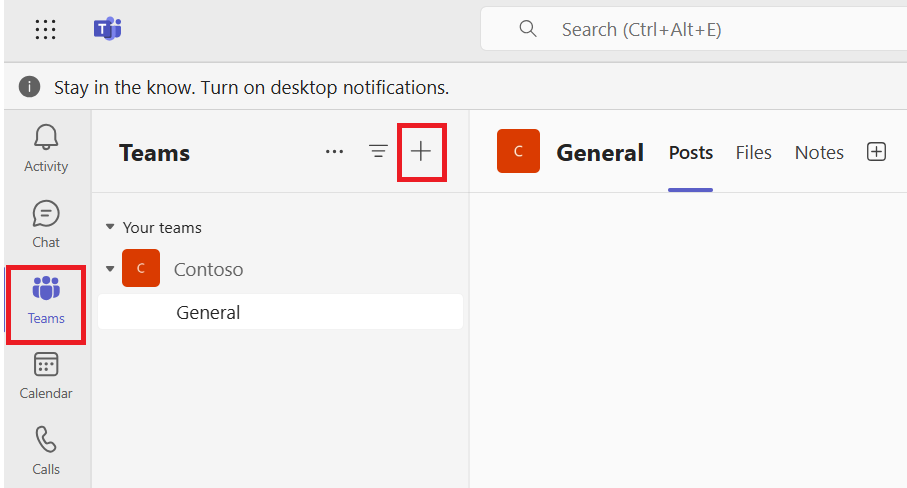 Search (Ctrl+Alt+E)
Stay in the know. Turn on desktop notifications.
Activity
Chat
Teams
Calendar
Calls
Teams
Your teams
C Contoso
General
C General Posts Files Notes